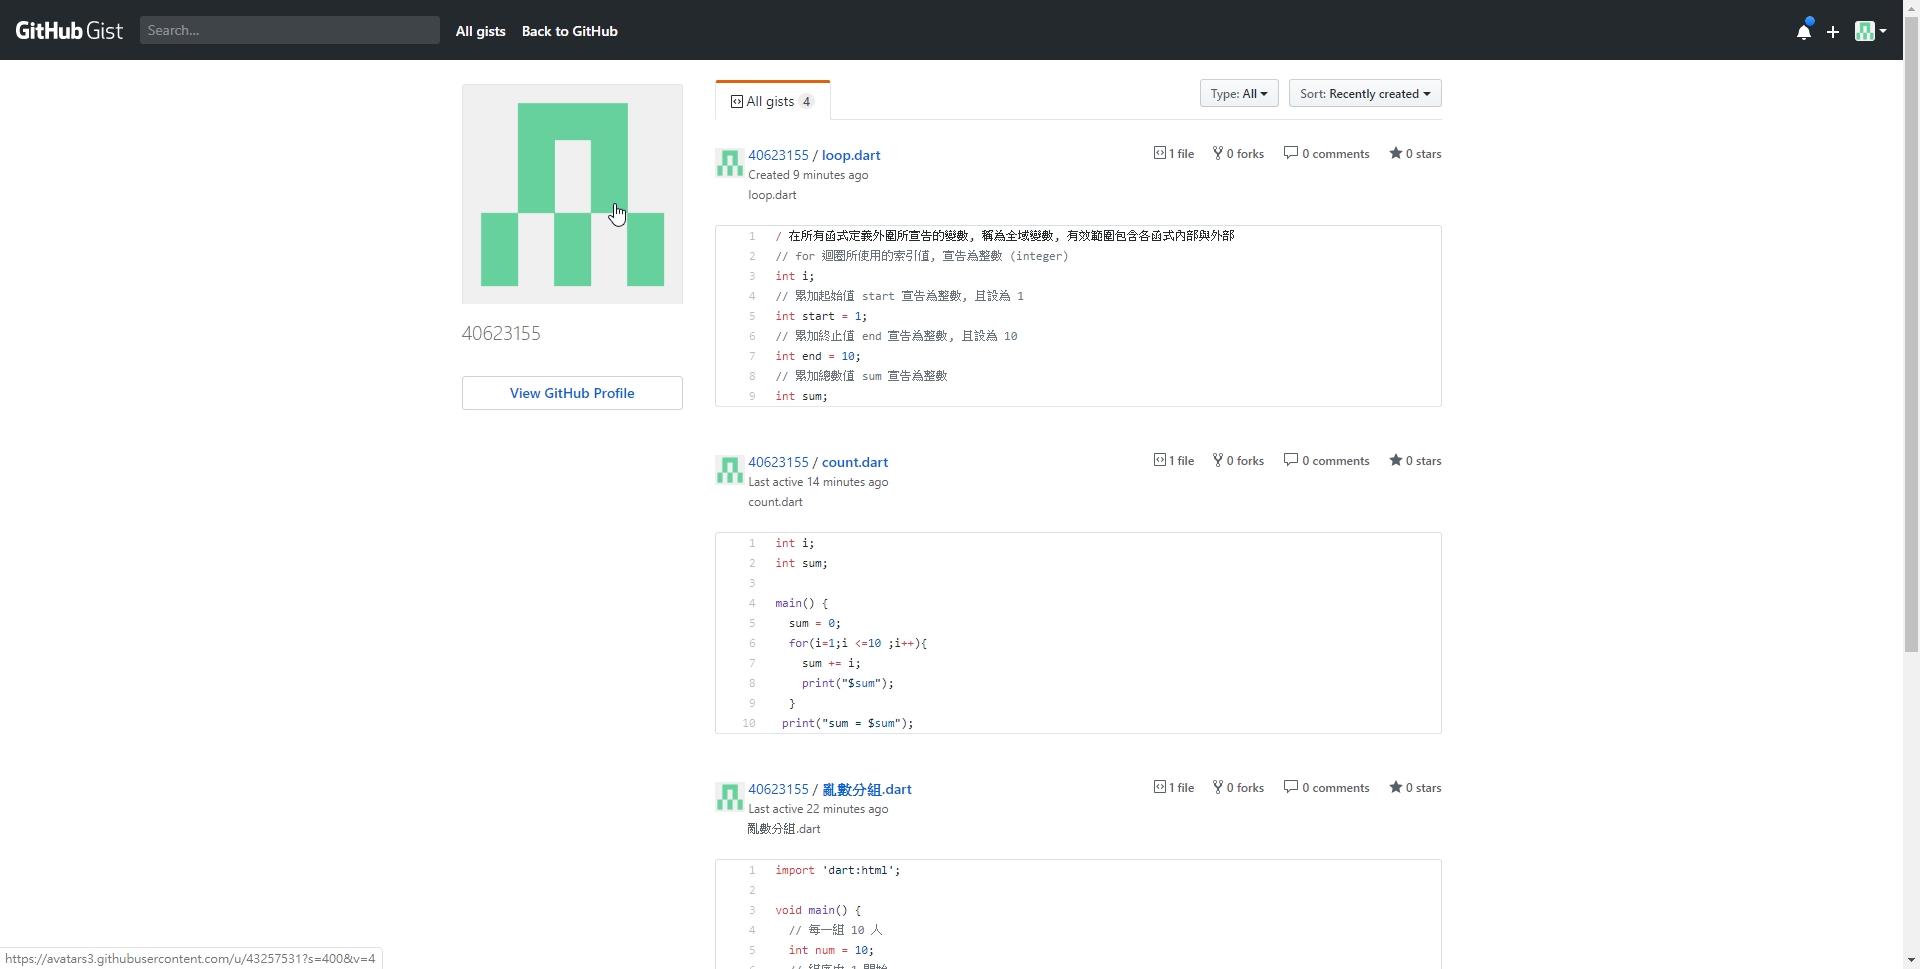 GitHub Gist Search... All gists Back to GitHub
40623155
View GitHub Profile
All gists 4
Type: All
Sort: Recently created
40623155 / loop.dart
1 file 0 forks 0 comments 0 stars
Created 9 minutes ago
loop.dart
1 / 在所有函式定義外圍所宣告的變數, 稱為全域變數, 有效範圍包含各函式內部與外部
2 // for 迴圈所使用的索引值, 宣告為整數 (integer)
3 int i;
4 // 累加起始值 start 宣告為整數, 且設為 1
5 int start = 1;
6 // 累加終止值 end 宣告為整數, 且設為 10
7 int end = 10;
8 // 累加總數值 sum 宣告為整數
9 int sum;
40623155 / count.dart
1 file 0 forks 0 comments 0 stars
Last active 14 minutes ago
count.dart
1 int i;
2 int sum;
3
4 main() {
5 sum = 0;
6 for(i=1;i <=10 ;i++){
7 sum += i;
8 print("$sum");
9 }
10 print("sum = $sum");
40623155 / 亂數分組.dart
1 file 0 forks 0 comments 0 stars
Last active 22 minutes ago
亂數分組.dart
1 import 'dart:html';
2
3 void main() {
4 // 每一組 10 人
5 int num = 10;
https://avatars3.githubusercontent.com/u/43257531?s=400&v=4